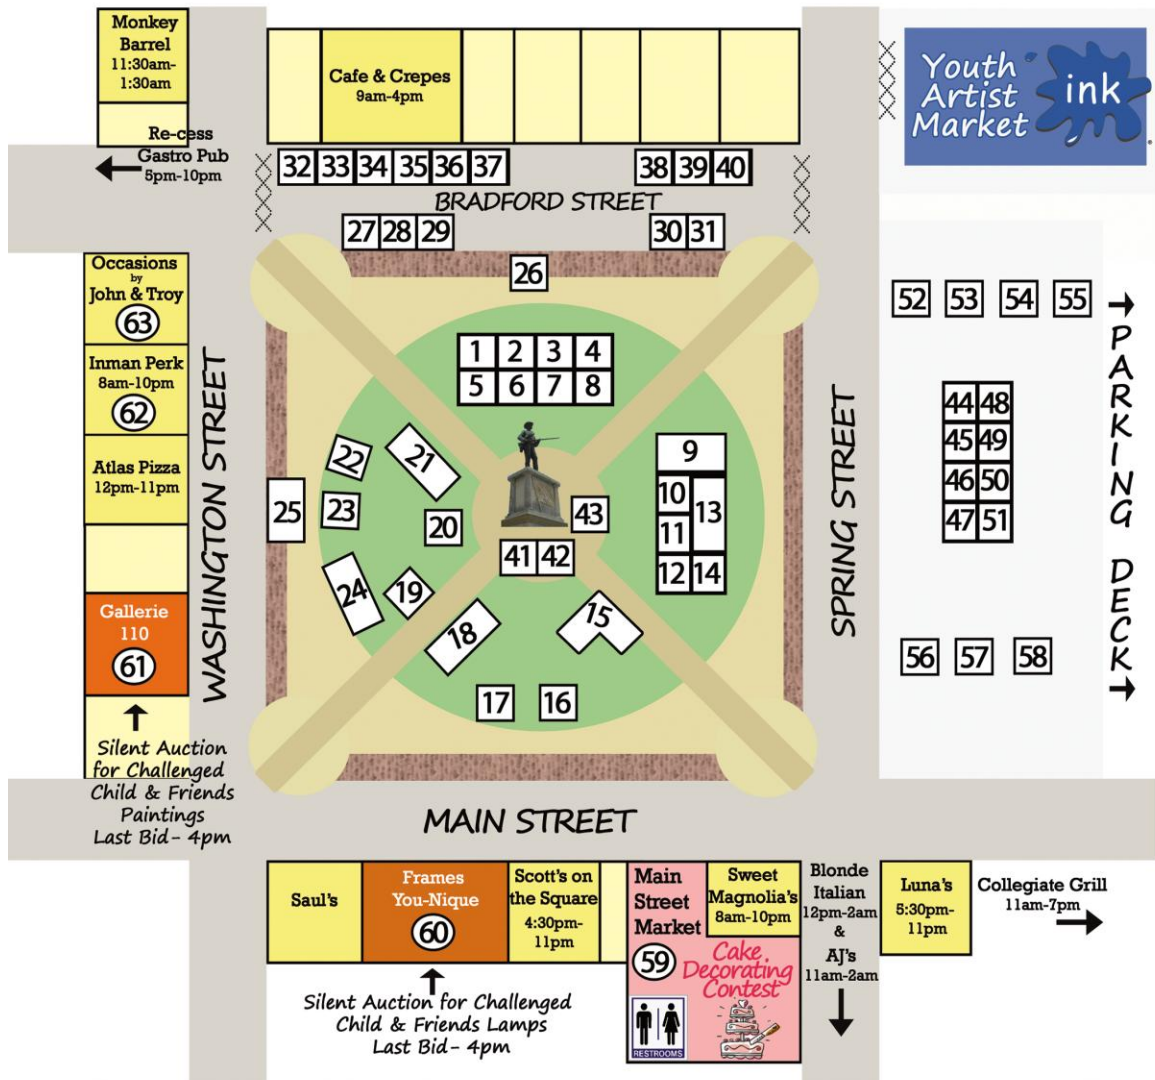 Monkey
Barrel
11:30am-
1:30am
Cafe & Crepes
9am-4pm
Youth
Artist
Market
ink
®
Re-cess
Gastro Pub
5pm-10pm
32 33 34 35 36 37
38 39 40
BRADFORD STREET
27 28 29
30 31
26
Occasions
by
John & Troy
63
Inman Perk
8am-10pm
62
Atlas Pizza
12pm-11pm
Gallerie
110
61
Silent Auction
for Challenged
Child & Friends
Paintings
Last Bid- 4pm
WASHINGTON STREET
1 2 3 4
5 6 7 8
22
21
25
23
20
24
19
18
17
16
15
41 42
43
9
10
13
11
12 14
SPRING STREET
52 53 54 55
44 48
45 49
46 50
47 51
56 57 58
PARKING DECK
MAIN STREET
Saul's
Frames
You-Nique
60
Silent Auction for Challenged
Child & Friends Lamps
Last Bid- 4pm
Scott's on
the Square
4:30pm-
11pm
Main
Street
Market
59
RESTROOMS
Sweet
Magnolia's
8am-10pm
Cake
Decorating
Contest
Blonde
Italian
12pm-2am
&
AJ's
11am-2am
Luna's
5:30pm-
11pm
Collegiate Grill
11am-7pm